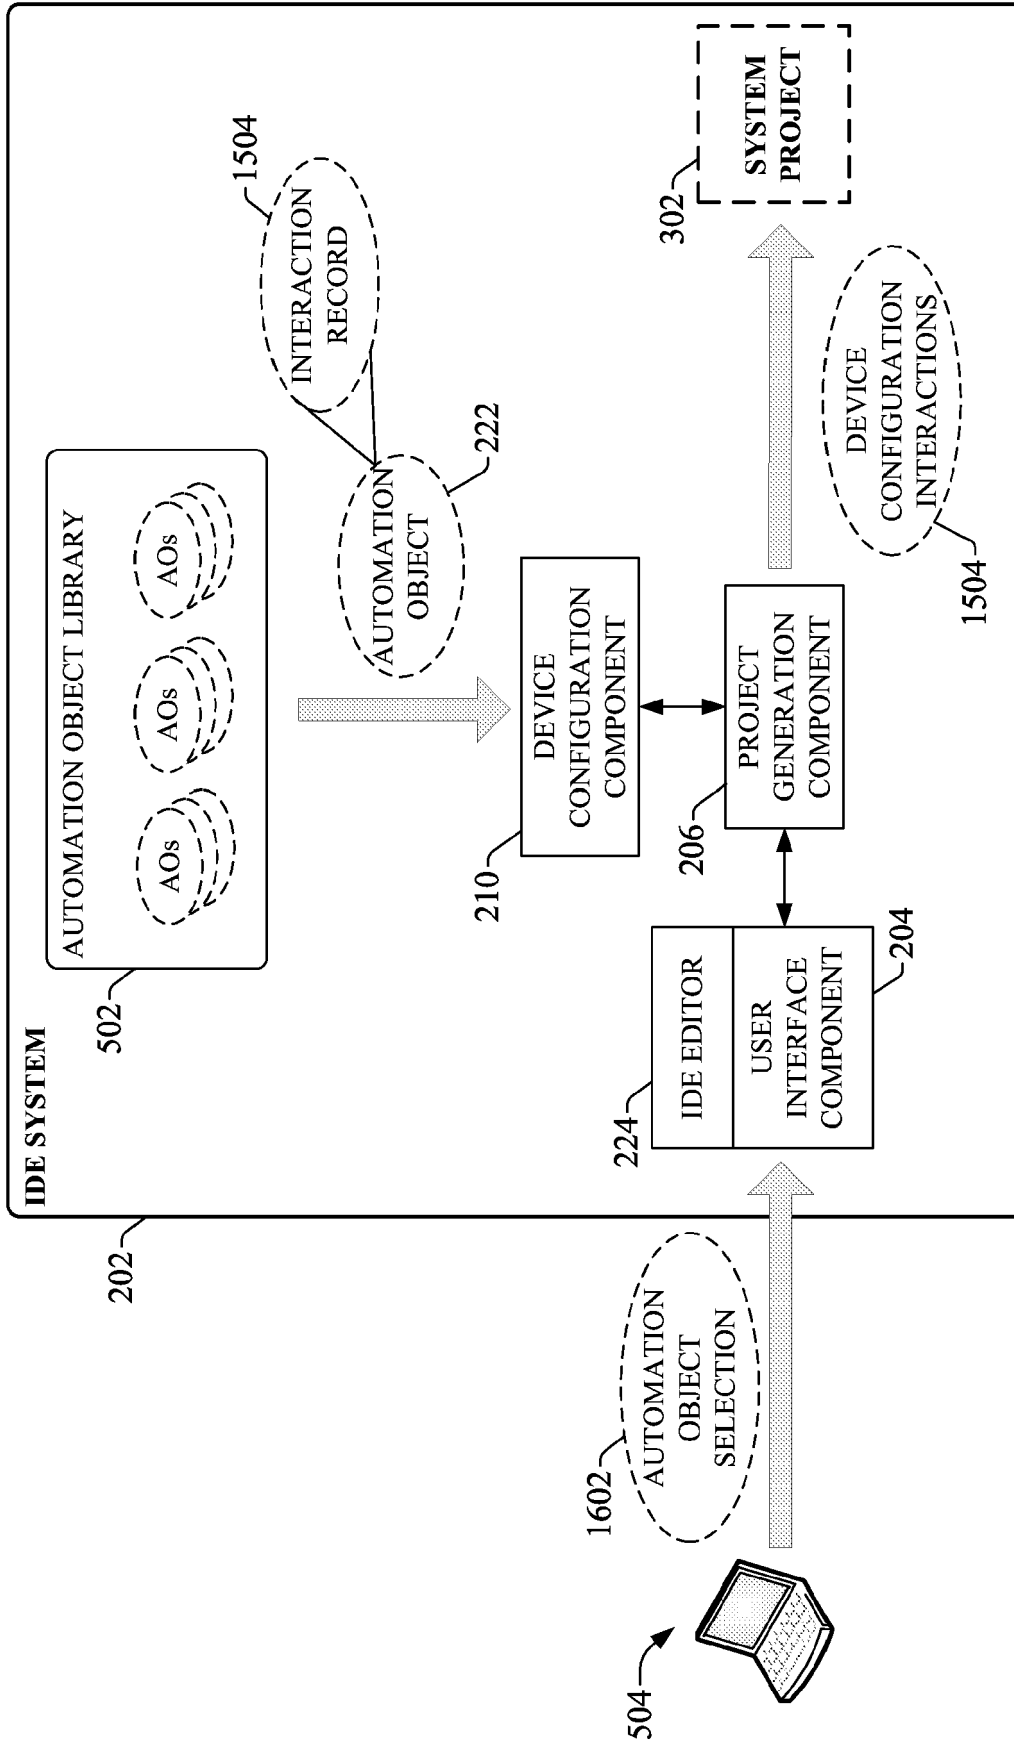 IDE SYSTEM
202
AUTOMATION OBJECT LIBRARY
AOs
AOs
AOs
502
INTERACTION
RECORD
1504
AUTOMATION
OBJECT
222
DEVICE
CONFIGURATION
COMPONENT
210
224
IDE EDITOR
USER
INTERFACE
COMPONENT
204
206
PROJECT
GENERATION
COMPONENT
302
SYSTEM
PROJECT
DEVICE
CONFIGURATION
INTERACTIONS
1504
1602
AUTOMATION
OBJECT
SELECTION
504